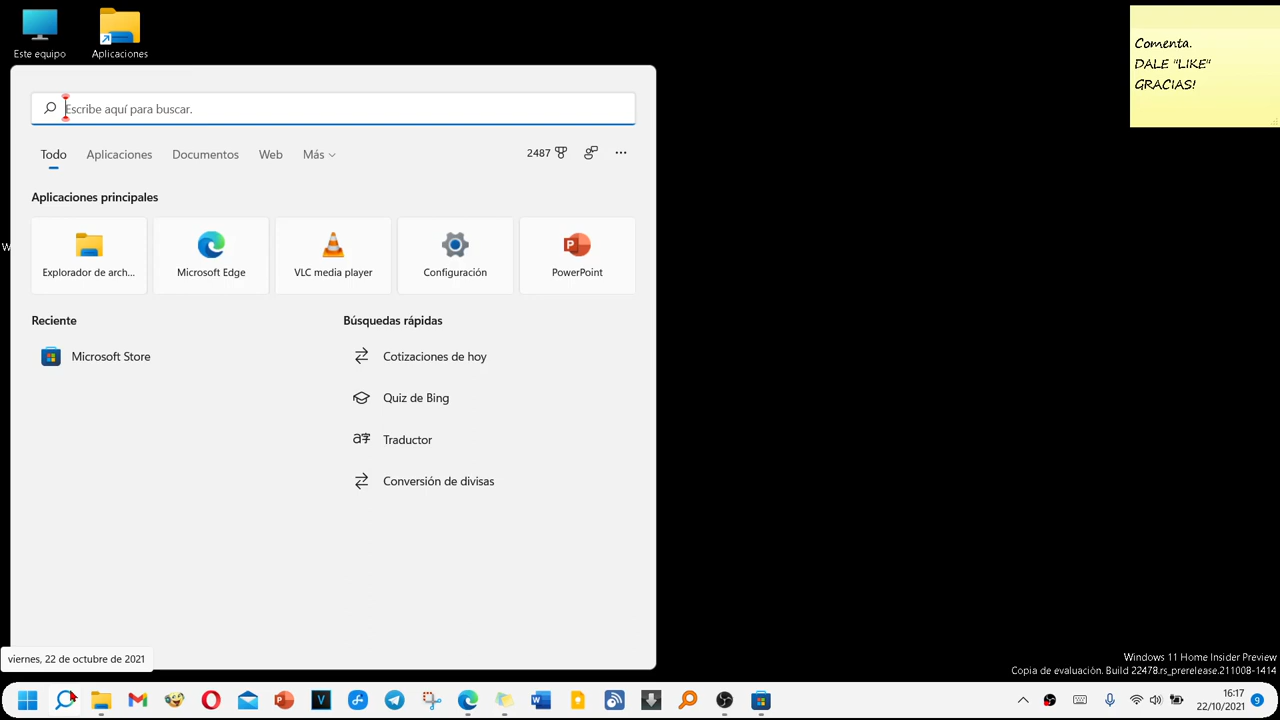 Este equipo
Aplicaciones
Comenta.
DALE "LIKE"
GRACIAS!
Escribe aquí para buscar.
Todo
Aplicaciones
Documentos
Web
Más
2487
Aplicaciones principales
Explorador de arch...
Microsoft Edge
VLC media player
Configuración
PowerPoint
Reciente
Búsquedas rápidas
Microsoft Store
Cotizaciones de hoy
Quiz de Bing
Traductor
Conversión de divisas
viernes, 22 de octubre de 2021
Windows 11 Home Insider Preview
Copia de evaluación. Build 22478.rs_prerelease.211008-1414
16:17
22/10/2021
9